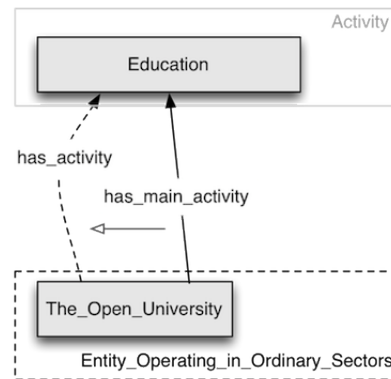 Activity
Education
has_activity
has_main_activity
The_Open_University
Entity_Operating_in_Ordinary_Sectors